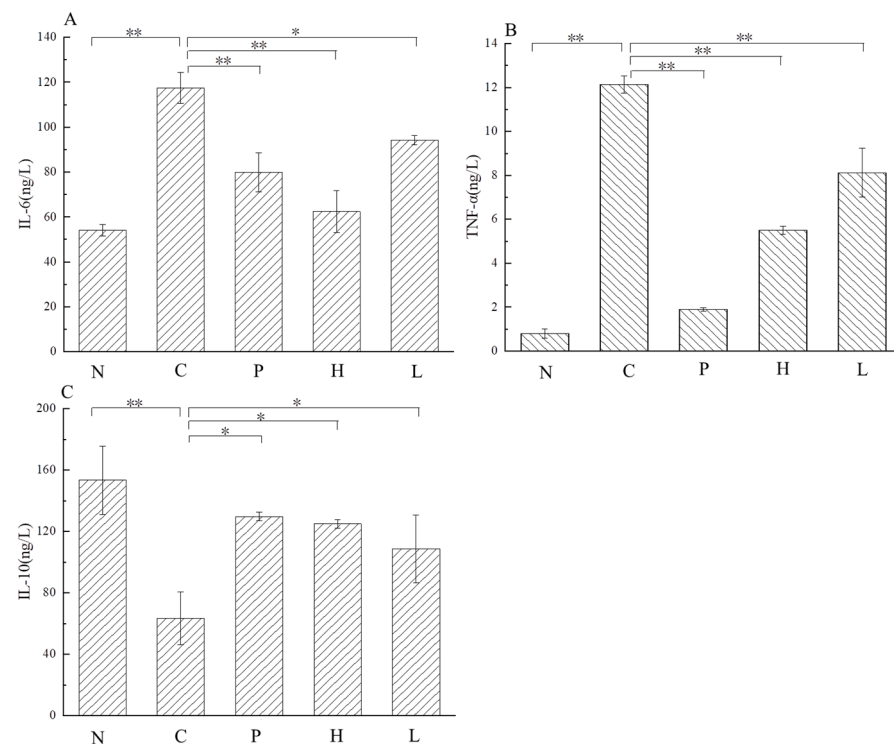 A
IL-6(ng/L)
140
120
100
80
60
40
20
0
** * ** **
N C P H L
B
TNF-α(ng/L)
14
12
10
8
6
4
2
0
** ** ** **
N C P H L
C
IL-10(ng/L)
200
160
120
80
40
0
** * * *
N C P H L